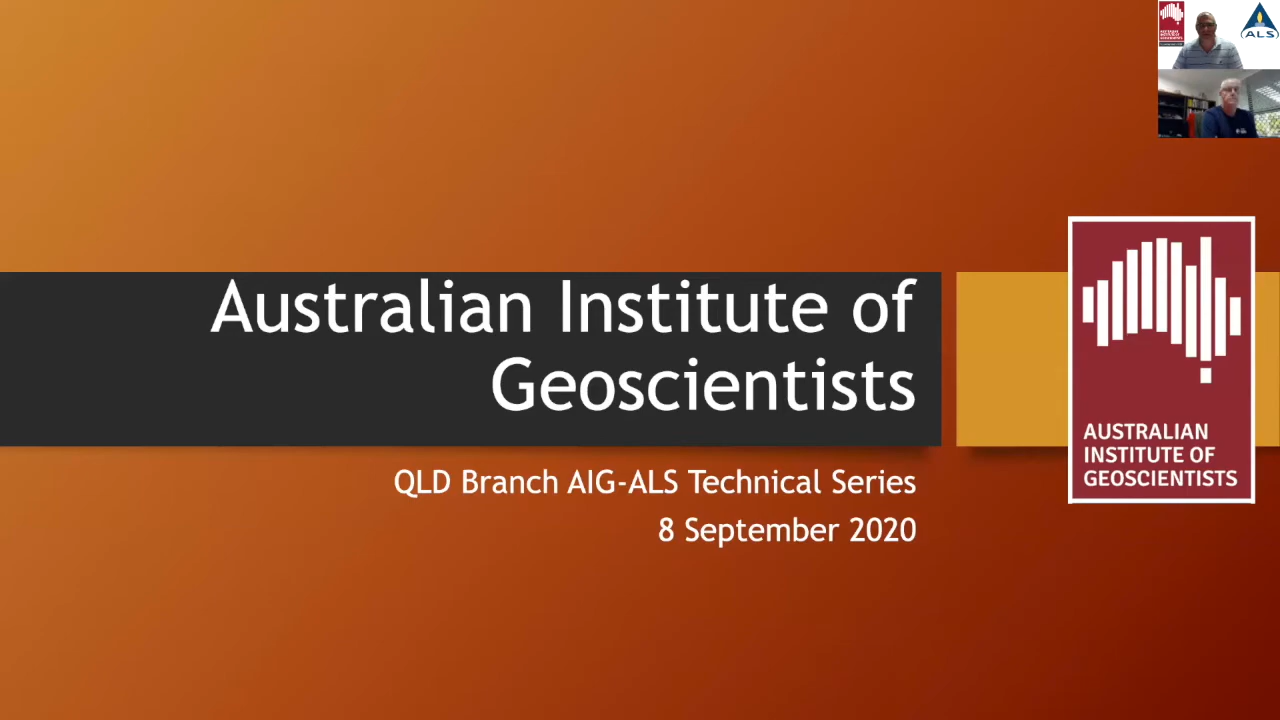 ALS
Australian Institute of
Geoscientists
AUSTRALIAN
INSTITUTE OF
GEOSCIENTISTS
QLD Branch AIG-ALS Technical Series
8 September 2020